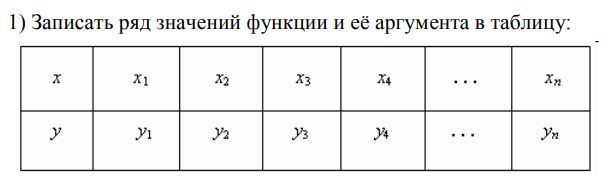 1) Записать ряд значений функции и её аргумента в таблицу:
x x₁ x₂ x₃ x₄ ... xₙ
y y₁ y₂ y₃ y₄ ... yₙ